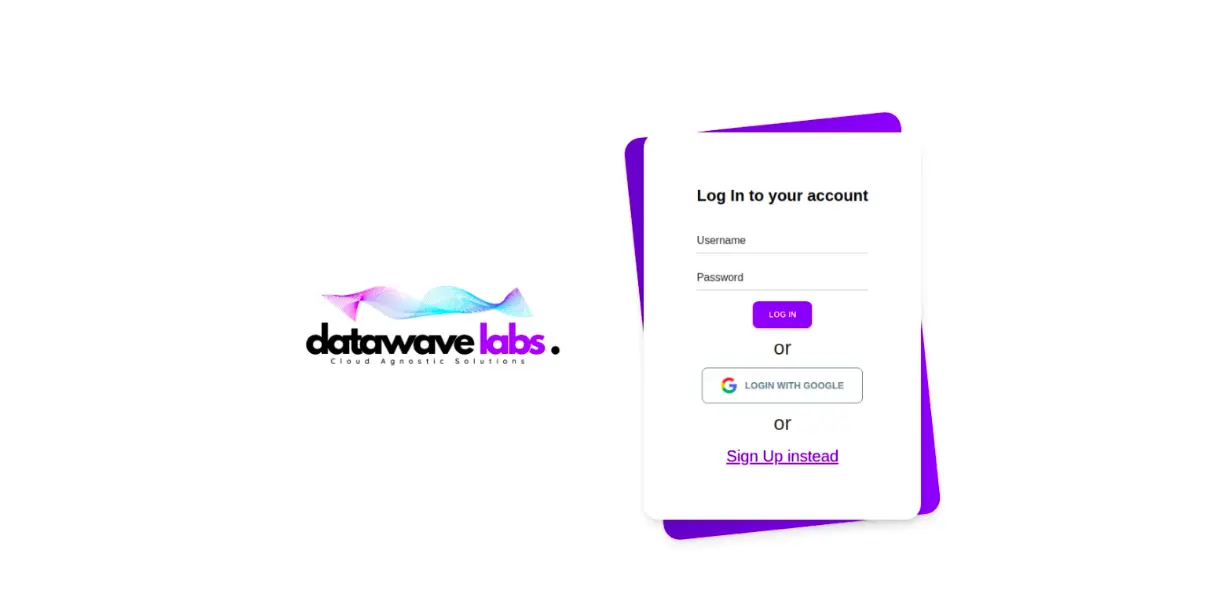 datawave labs.
Cloud Agnostic Solutions
Log In to your account
Username
Password
LOG IN
or
LOGIN WITH GOOGLE
or
Sign Up instead